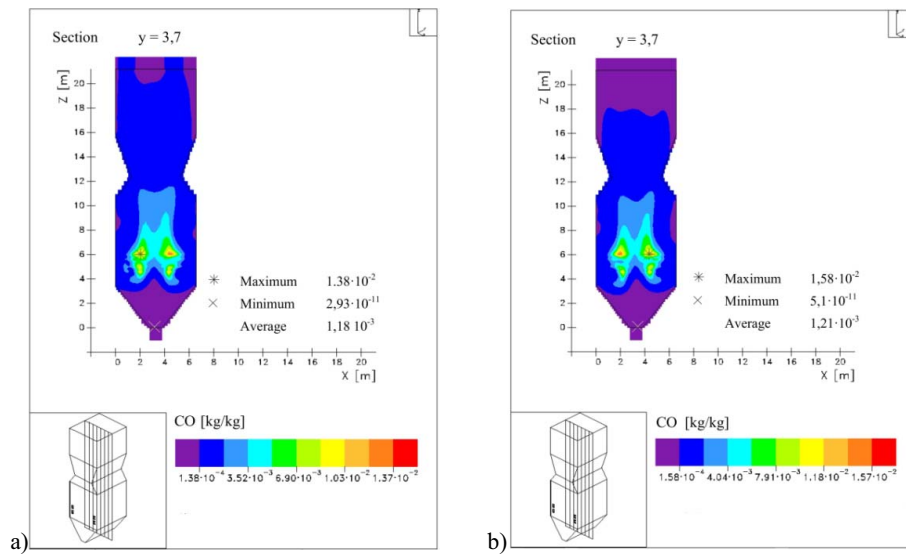 Section y = 3,7
Z [m]
20
18
16
14
12
10
8
6
4
2
0
Maximum 1.38·10⁻²
Minimum 2,93·10⁻¹¹
Average 1,18 10⁻³
0 2 4 6 8 10 12 14 16 18 20
X [m]
CO [kg/kg]
1.38·10⁻⁴ 3.52·10⁻³ 6.90·10⁻³ 1.03·10⁻² 1.37·10⁻²
a)
Section y = 3,7
Z [m]
20
18
16
14
12
10
8
6
4
2
0
Maximum 1,58·10⁻²
Minimum 5,1·10⁻¹¹
Average 1,21·10⁻³
0 2 4 6 8 10 12 14 16 18 20
X [m]
CO [kg/kg]
1.58·10⁻⁴ 4.04·10⁻³ 7.91·10⁻³ 1.18·10⁻² 1.57·10⁻²
b)